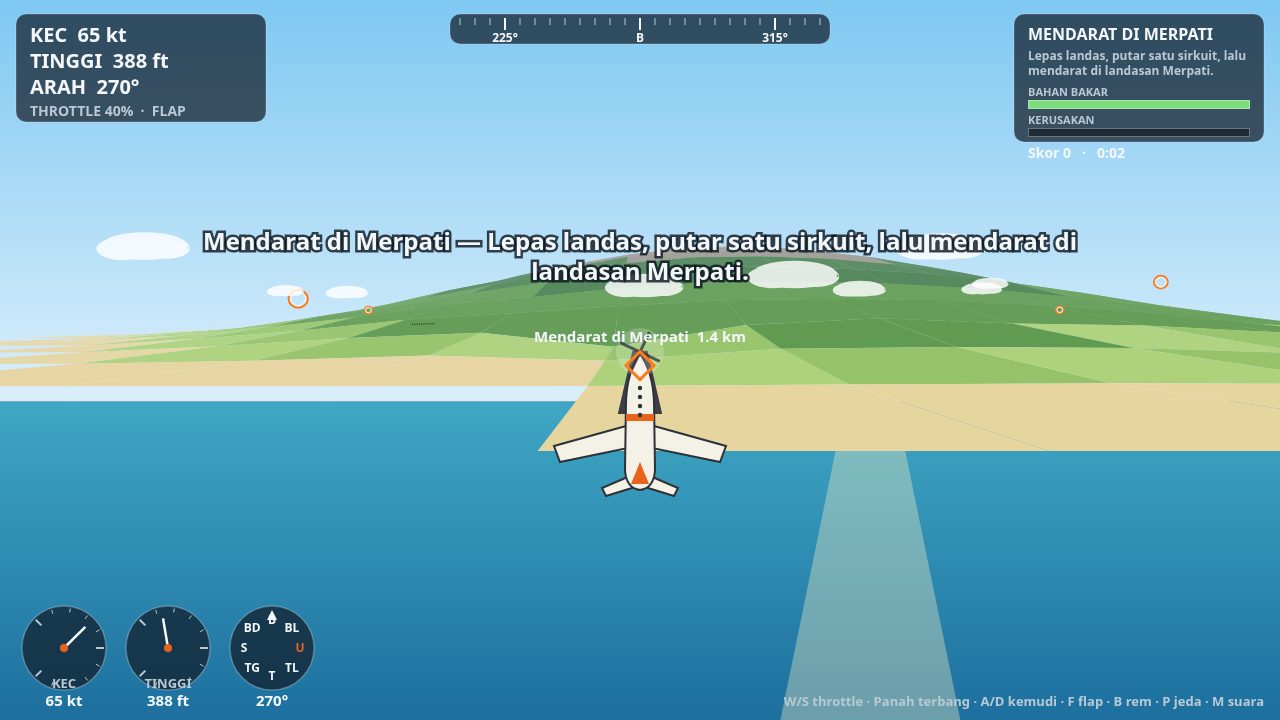 KEC 65 kt
TINGGI 388 ft
ARAH 270°
THROTTLE 40% · FLAP
225° B 315°
MENDARAT DI MERPATI
Lepas landas, putar satu sirkuit, lalu
mendarat di landasan Merpati.
BAHAN BAKAR
KERUSAKAN
Skor 0 · 0:02
Mendarat di Merpati — Lepas landas, putar satu sirkuit, lalu mendarat di
landasan Merpati.
Mendarat di Merpati 1.4 km
B
BD BL
S U
TG TL
T
KEC TINGGI
65 kt 388 ft 270°
W/S throttle · Panah terbang · A/D kemudi · F flap · B rem · P jeda · M suara